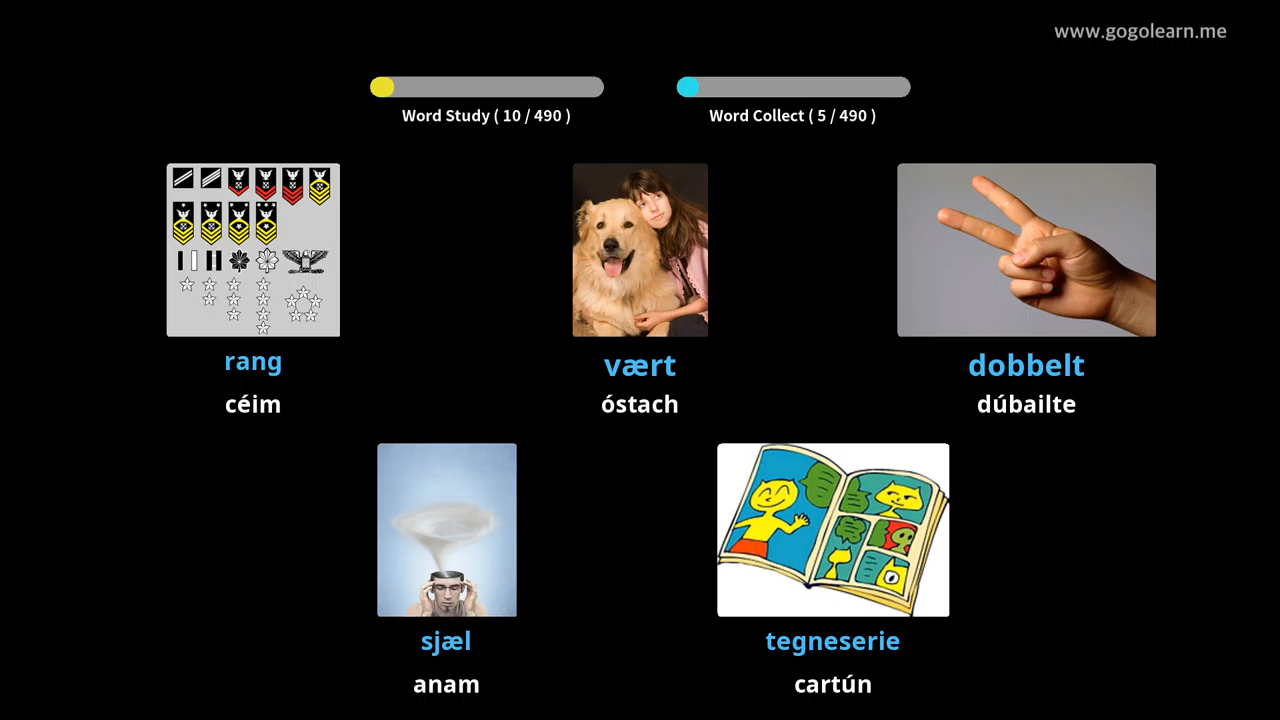 www.gogolearn.me
Word Study ( 10 / 490 )
Word Collect ( 5 / 490 )
rang
céim
vært
óstach
dobbelt
dúbailte
sjæl
anam
tegneserie
cartún